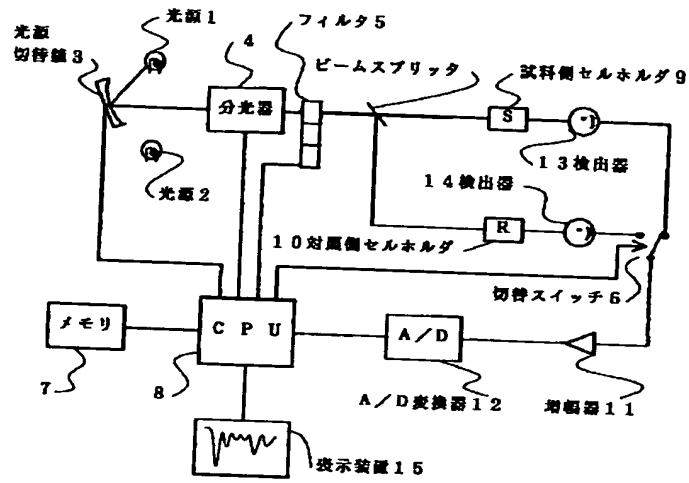 光源1
光源
切替鏡3
4
フィルタ5
ビームスプリッタ
試料側セルホルダ9
分光器
S
13検出器
14検出器
光源2
R
10対照側セルホルダ
切替スイッチ6
メモリ
CPU
A/D
7
8
A/D変換器12
増幅器11
表示装置15